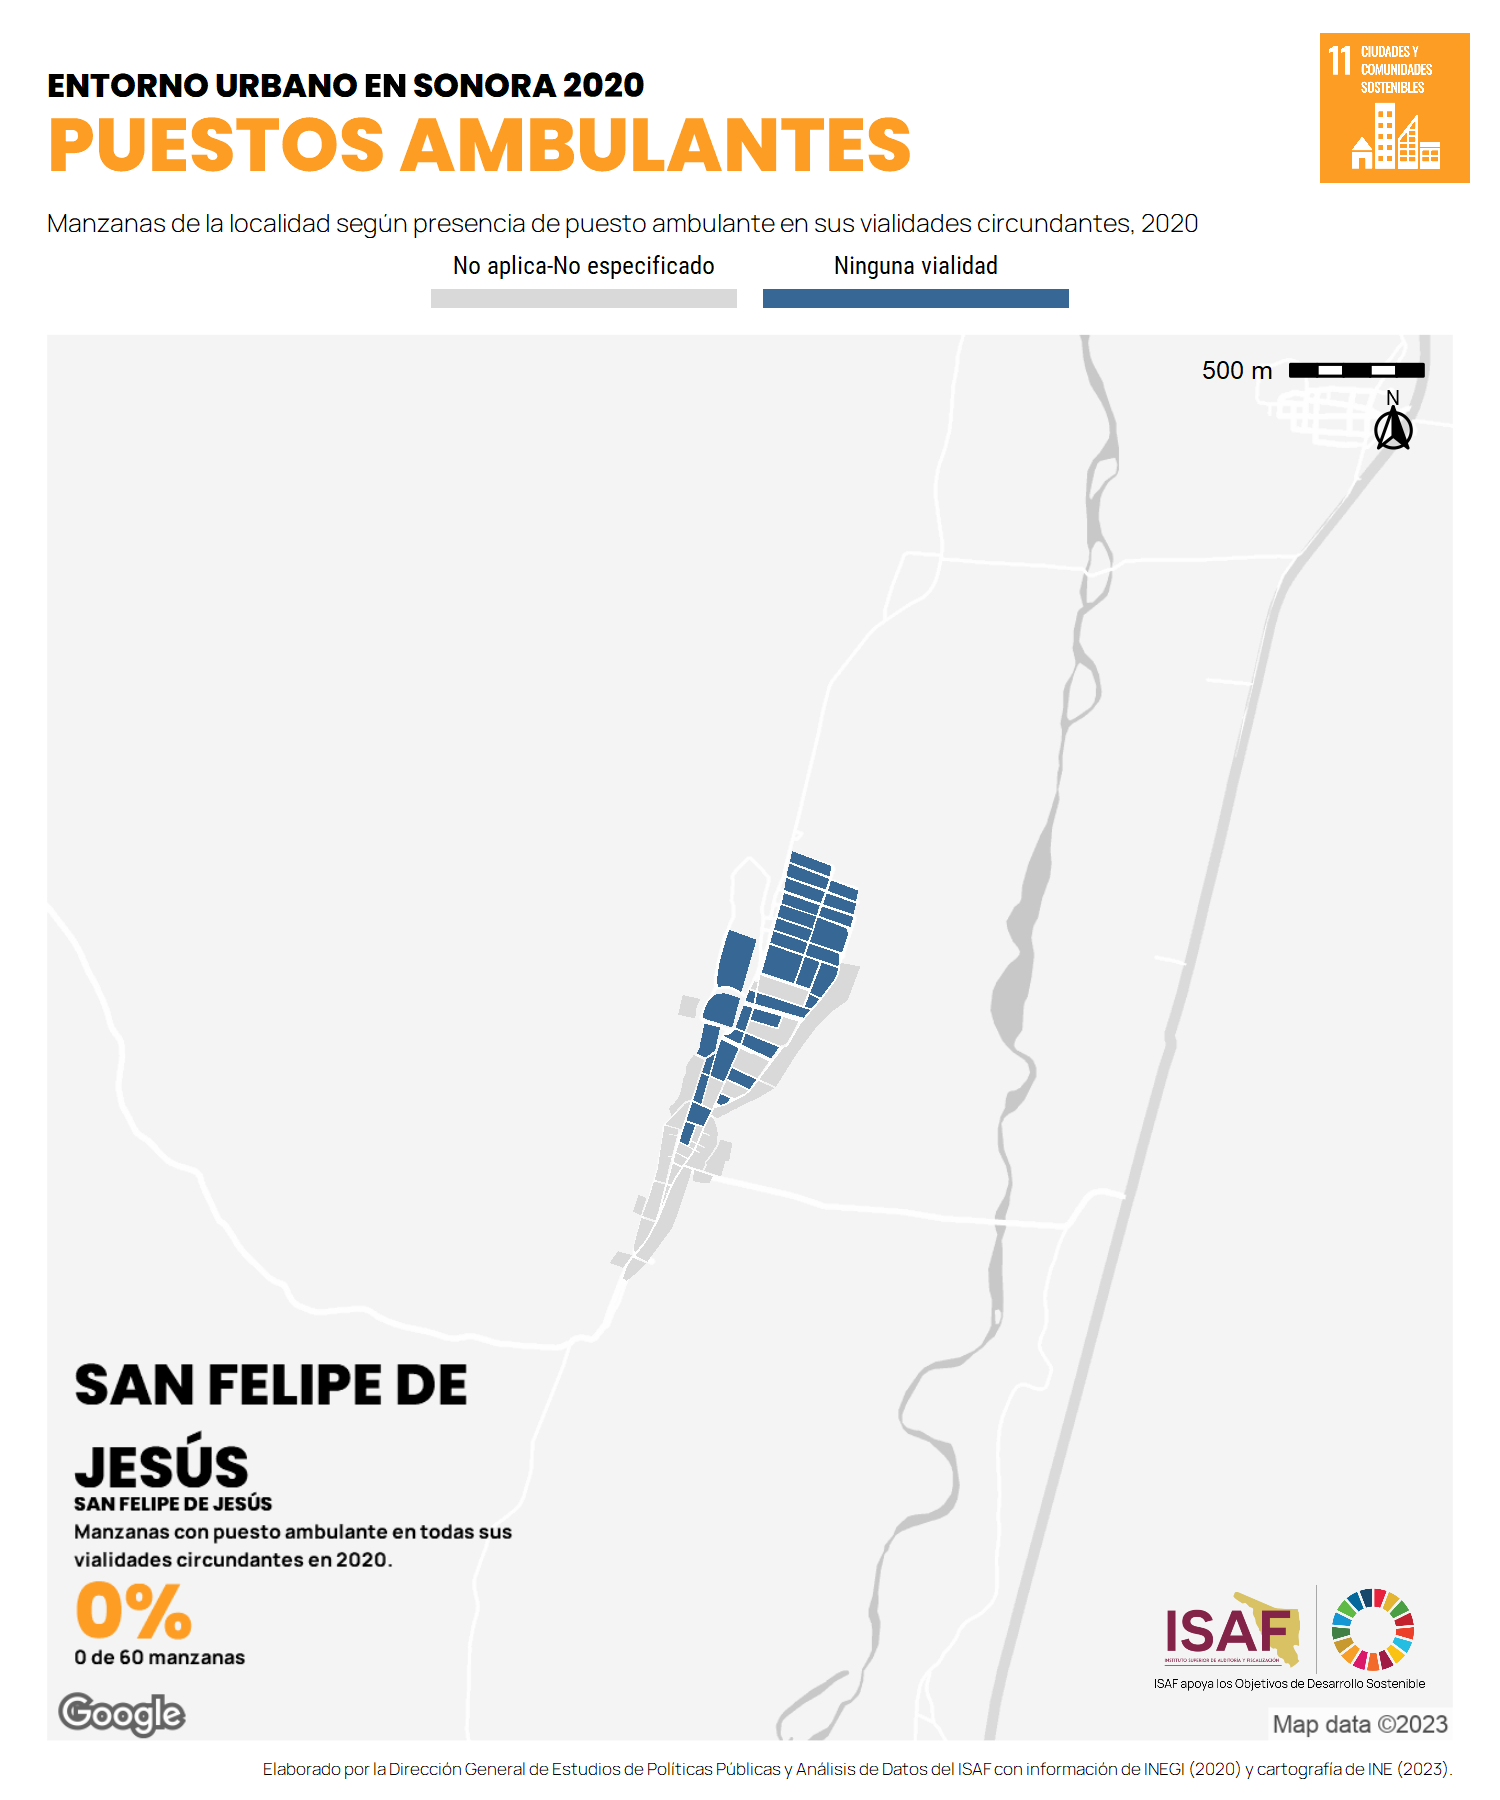 ENTORNO URBANO EN SONORA 2020
PUESTOS AMBULANTES
11 CIUDADES Y
COMUNIDADES
SOSTENIBLES
Manzanas de la localidad según presencia de puesto ambulante en sus vialidades circundantes, 2020
No aplica-No especificado
Ninguna vialidad
500 m
N
SAN FELIPE DE
JESÚS
SAN FELIPE DE JESÚS
Manzanas con puesto ambulante en todas sus
vialidades circundantes en 2020.
0%
0 de 60 manzanas
ISAF
INSTITUTO SUPERIOR DE AUDITORÍA Y FISCALIZACIÓN
ISAF apoya los Objetivos de Desarrollo Sostenible
Google
Map data ©2023
Elaborado por la Dirección General de Estudios de Políticas Públicas y Análisis de Datos del ISAF con información de INEGI (2020) y cartografía de INE (2023).